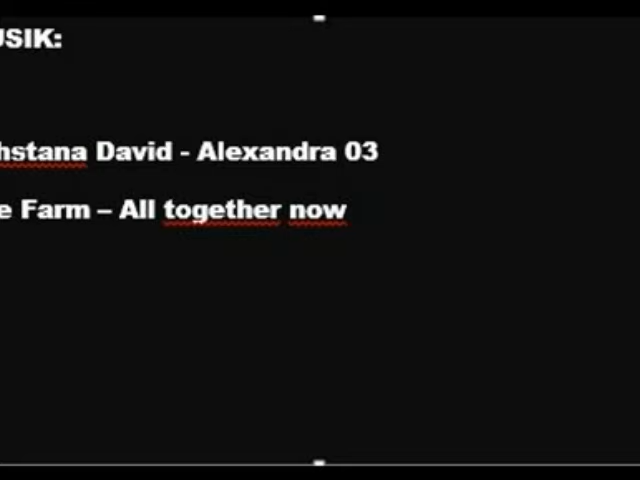 USIK:
hstana David - Alexandra 03
e Farm – All together now